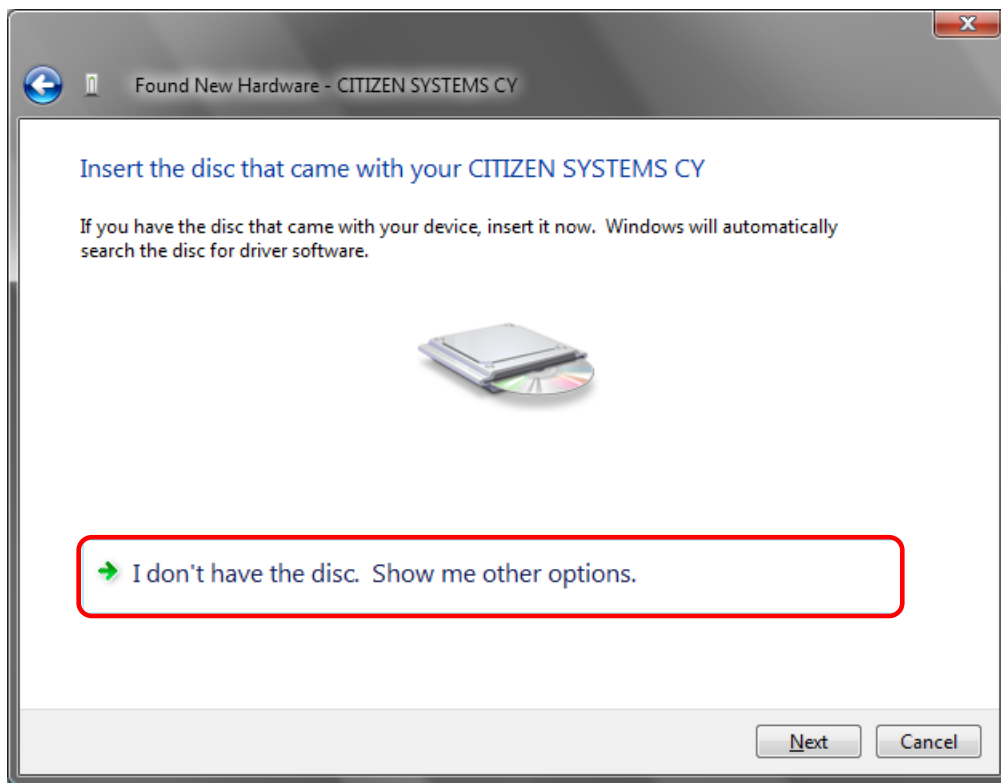 X
Found New Hardware - CITIZEN SYSTEMS CY
Insert the disc that came with your CITIZEN SYSTEMS CY
If you have the disc that came with your device, insert it now.  Windows will automatically
search the disc for driver software.
I don't have the disc.  Show me other options.
Next
Cancel